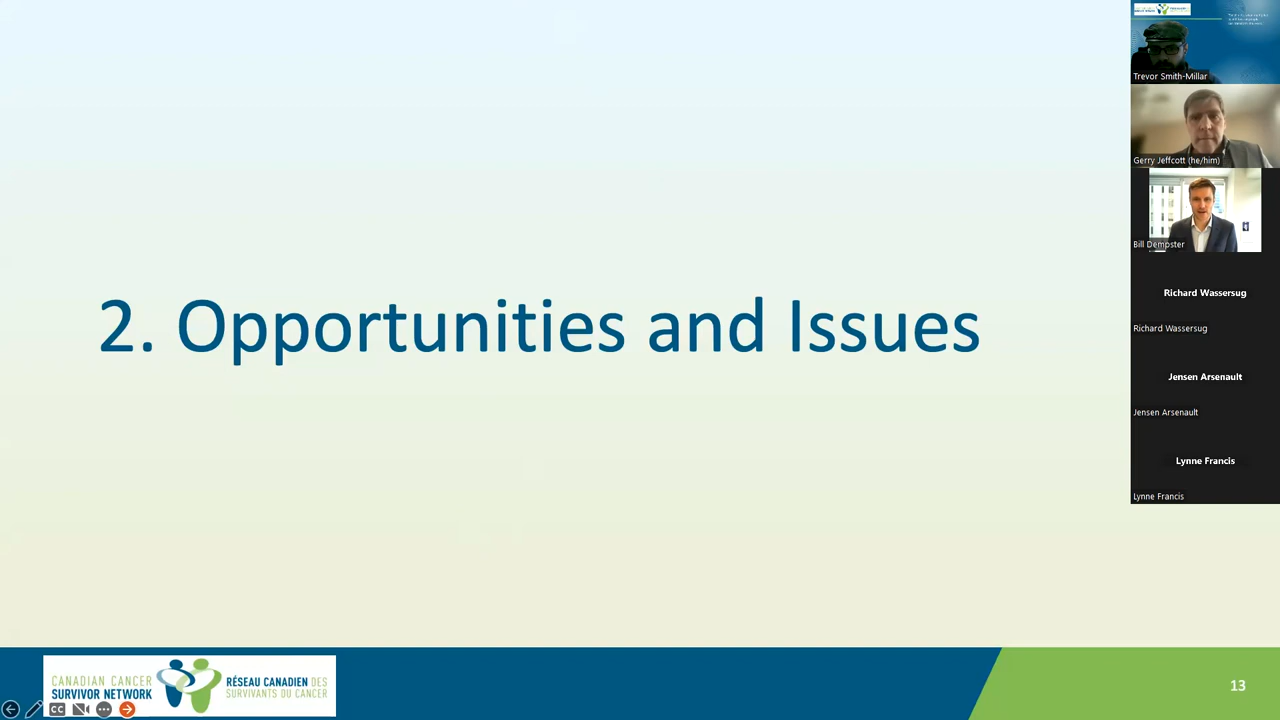 2. Opportunities and Issues
Trevor Smith-Millar
Gerry Jeffcott (he/him)
Bill Dempster
Richard Wassersug
Richard Wassersug
Jensen Arsenault
Jensen Arsenault
Lynne Francis
Lynne Francis
CANADIAN CANCER
SURVIVOR NETWORK
RÉSEAU CANADIEN DES
SURVIVANTS DU CANCER
CC
13